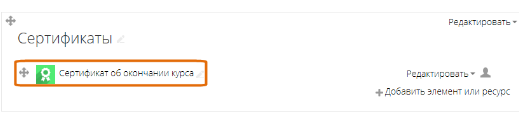 Редактировать
Сертификаты
Сертификат об окончании курса
Редактировать
Добавить элемент или ресурс